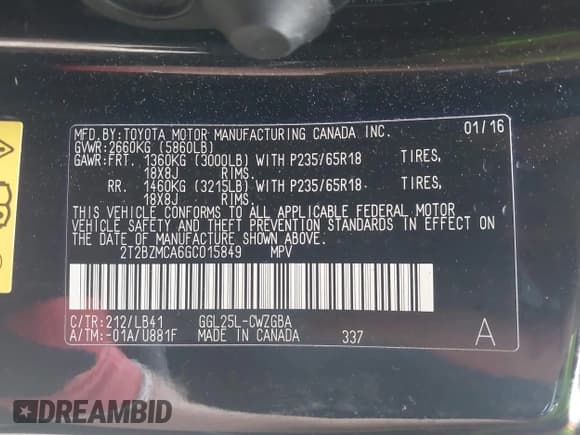 MFD.BY:TOYOTA MOTOR MANUFACTURING CANADA INC. 01/16
GVWR:2660KG (5860LB)
GAWR:FRT. 1360KG (3000LB) WITH P235/65R18 TIRES,
18X8J RIMS.
RR. 1460KG (3215LB) WITH P235/65R18 TIRES,
18X8J RIMS.
THIS VEHICLE CONFORMS TO ALL APPLICABLE FEDERAL MOTOR
VEHICLE SAFETY AND THEFT PREVENTION STANDARDS IN EFFECT ON
THE DATE OF MANUFACTURE SHOWN ABOVE.
2T2BZMCA6GC015849 MPV
C/TR:212/LB41 GGL25L-CWZGBA
A/TM:-01A/U881F MADE IN CANADA 337 A
DREAMBID